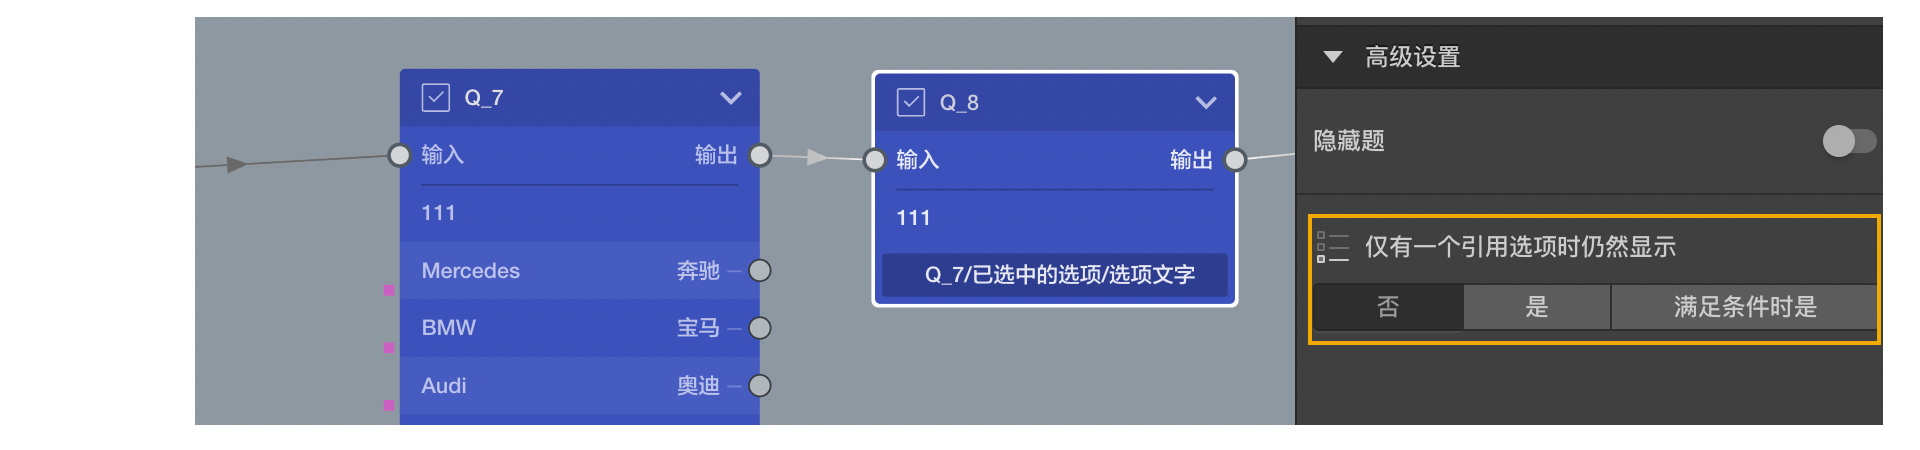 Q_7
输入 输出
111
Mercedes 奔驰
BMW 宝马
Audi 奥迪
Q_8
输入 输出
111
Q_7/已选中的选项/选项文字
高级设置
隐藏题
仅有一个引用选项时仍然显示
否 是 满足条件时是